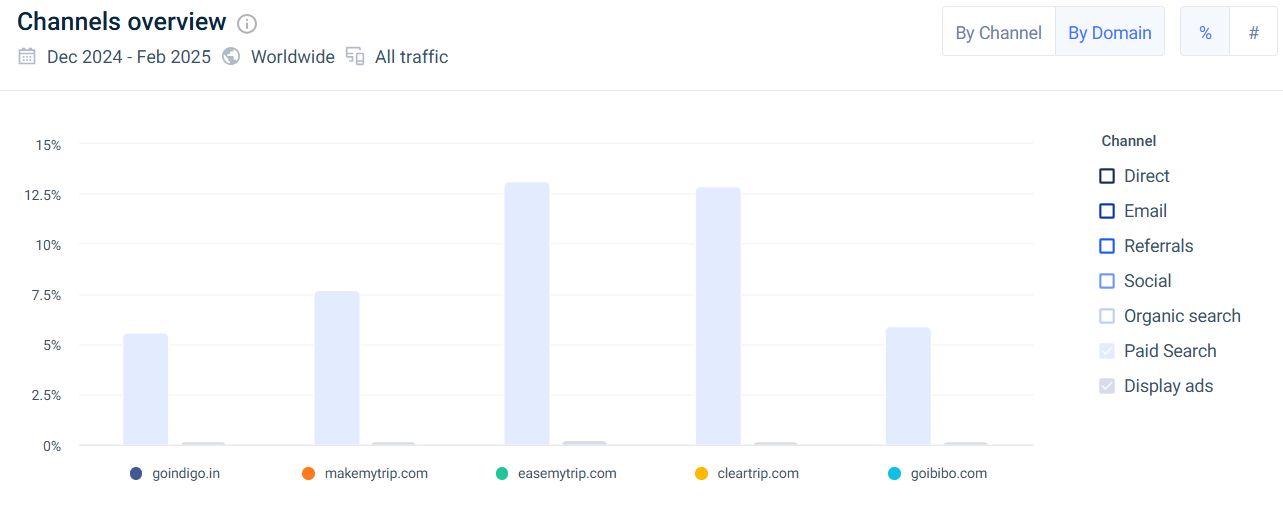 Channels overview
Dec 2024 - Feb 2025 Worldwide All traffic
By Channel By Domain % #
15%
12.5%
10%
7.5%
5%
2.5%
0%
goindigo.in makemytrip.com easemytrip.com cleartrip.com goibibo.com
Channel
Direct
Email
Referrals
Social
Organic search
Paid Search
Display ads